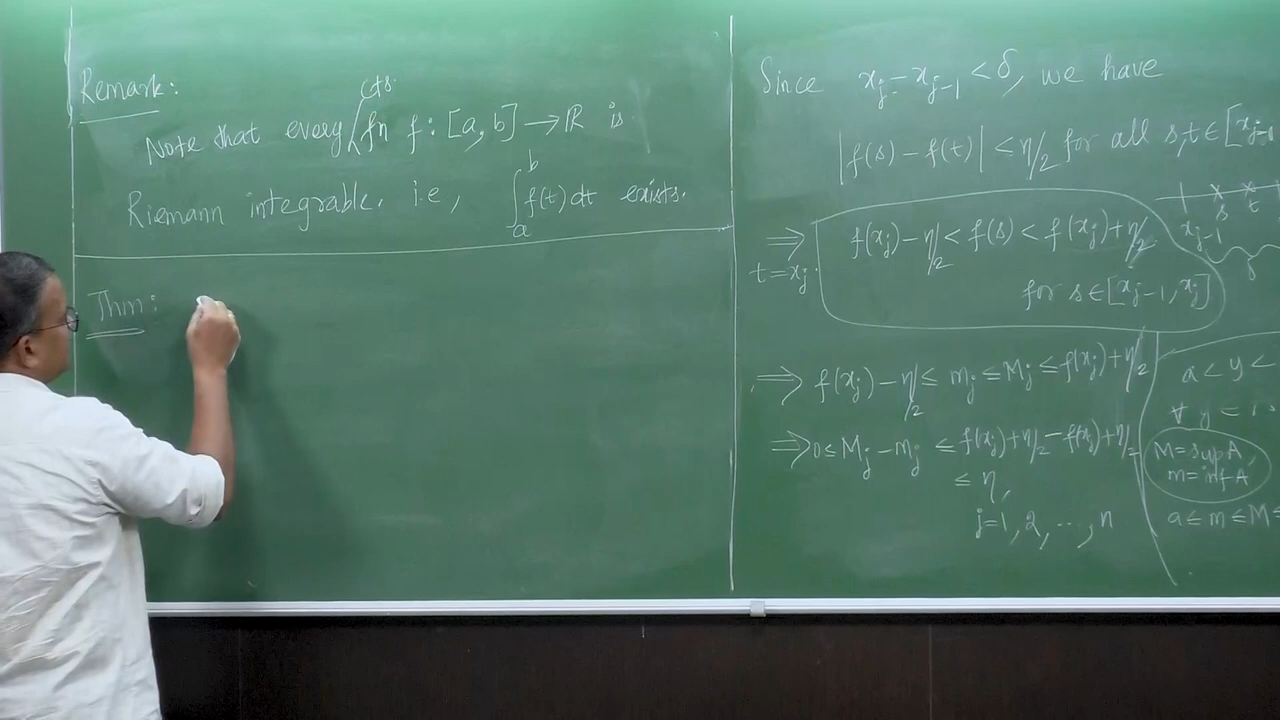 Remark:
cts.
Note that every fn f: [a, b] → ℝ is
Riemann integrable. i.e, ∫_a^b f(t) dt exists.
Thm:
Since x_j − x_{j−1} < δ, we have
|f(s) − f(t)| < η/2 for all s, t ∈ [x_{j−1}
s t
x_{j−1}
δ
⇒ f(x_j) − η/2 < f(s) < f(x_j) + η/2
t = x_j. for s ∈ [x_{j−1}, x_j]
⇒ f(x_j) − η/2 ≤ m_j ≤ M_j ≤ f(x_j) + η/2
⇒ 0 ≤ M_j − m_j ≤ f(x_j) + η/2 − f(x_j) + η/2
≤ η,
j = 1, 2, ..., n
a < y <
∀ y ∈
M = sup A,
m = inf A
a ≤ m ≤ M ≤